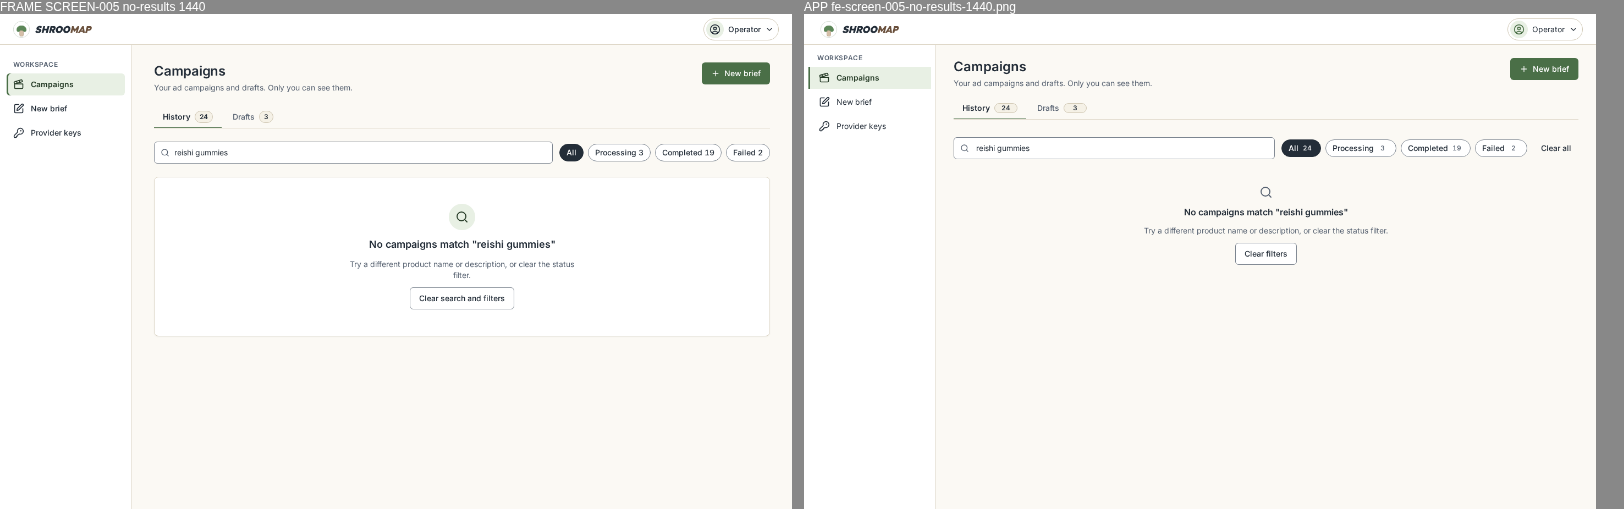 FRAME SCREEN-005 no-results 1440
SHROOMAP
Operator
WORKSPACE
Campaigns
New brief
Provider keys
Campaigns
Your ad campaigns and drafts. Only you can see them.
New brief
History 24
Drafts 3
reishi gummies
All
Processing 3
Completed 19
Failed 2
No campaigns match "reishi gummies"
Try a different product name or description, or clear the status
filter.
Clear search and filters
APP fe-screen-005-no-results-1440.png
SHROOMAP
Operator
WORKSPACE
Campaigns
New brief
Provider keys
Campaigns
Your ad campaigns and drafts. Only you can see them.
New brief
History 24
Drafts 3
reishi gummies
All 24
Processing 3
Completed 19
Failed 2
Clear all
No campaigns match "reishi gummies"
Try a different product name or description, or clear the status filter.
Clear filters